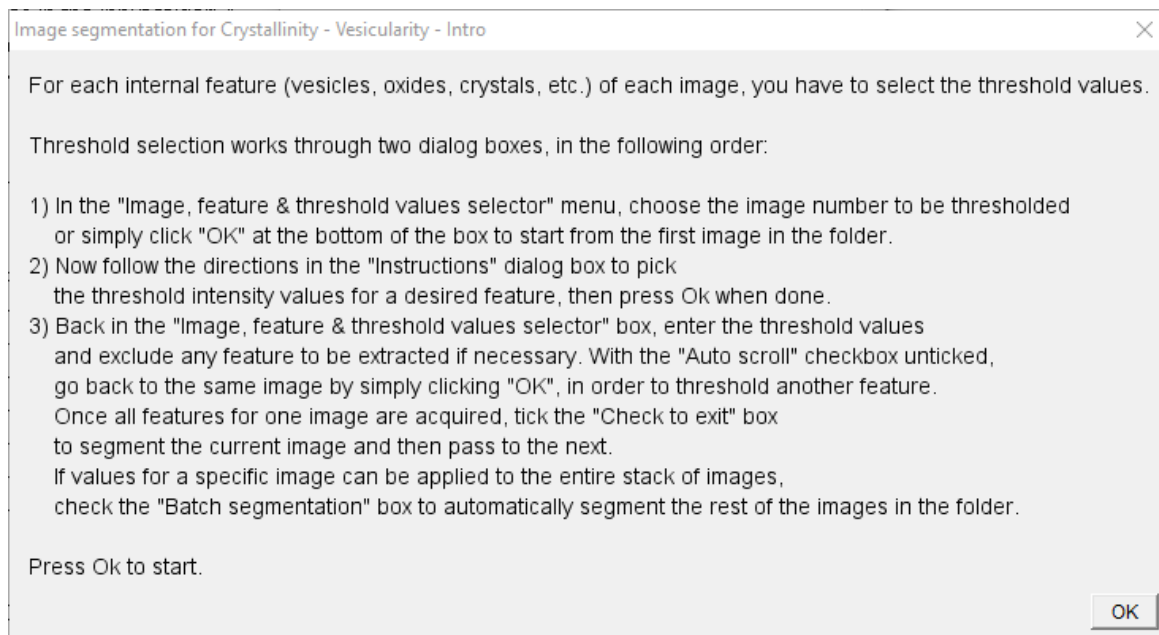 Image segmentation for Crystallinity - Vesicularity - Intro
For each internal feature (vesicles, oxides, crystals, etc.) of each image, you have to select the threshold values.
Threshold selection works through two dialog boxes, in the following order:
1) In the "Image, feature & threshold values selector" menu, choose the image number to be thresholded
or simply click "OK" at the bottom of the box to start from the first image in the folder.
2) Now follow the directions in the "Instructions" dialog box to pick
the threshold intensity values for a desired feature, then press Ok when done.
3) Back in the "Image, feature & threshold values selector" box, enter the threshold values
and exclude any feature to be extracted if necessary. With the "Auto scroll" checkbox unticked,
go back to the same image by simply clicking "OK", in order to threshold another feature.
Once all features for one image are acquired, tick the "Check to exit" box
to segment the current image and then pass to the next.
If values for a specific image can be applied to the entire stack of images,
check the "Batch segmentation" box to automatically segment the rest of the images in the folder.
Press Ok to start.
OK